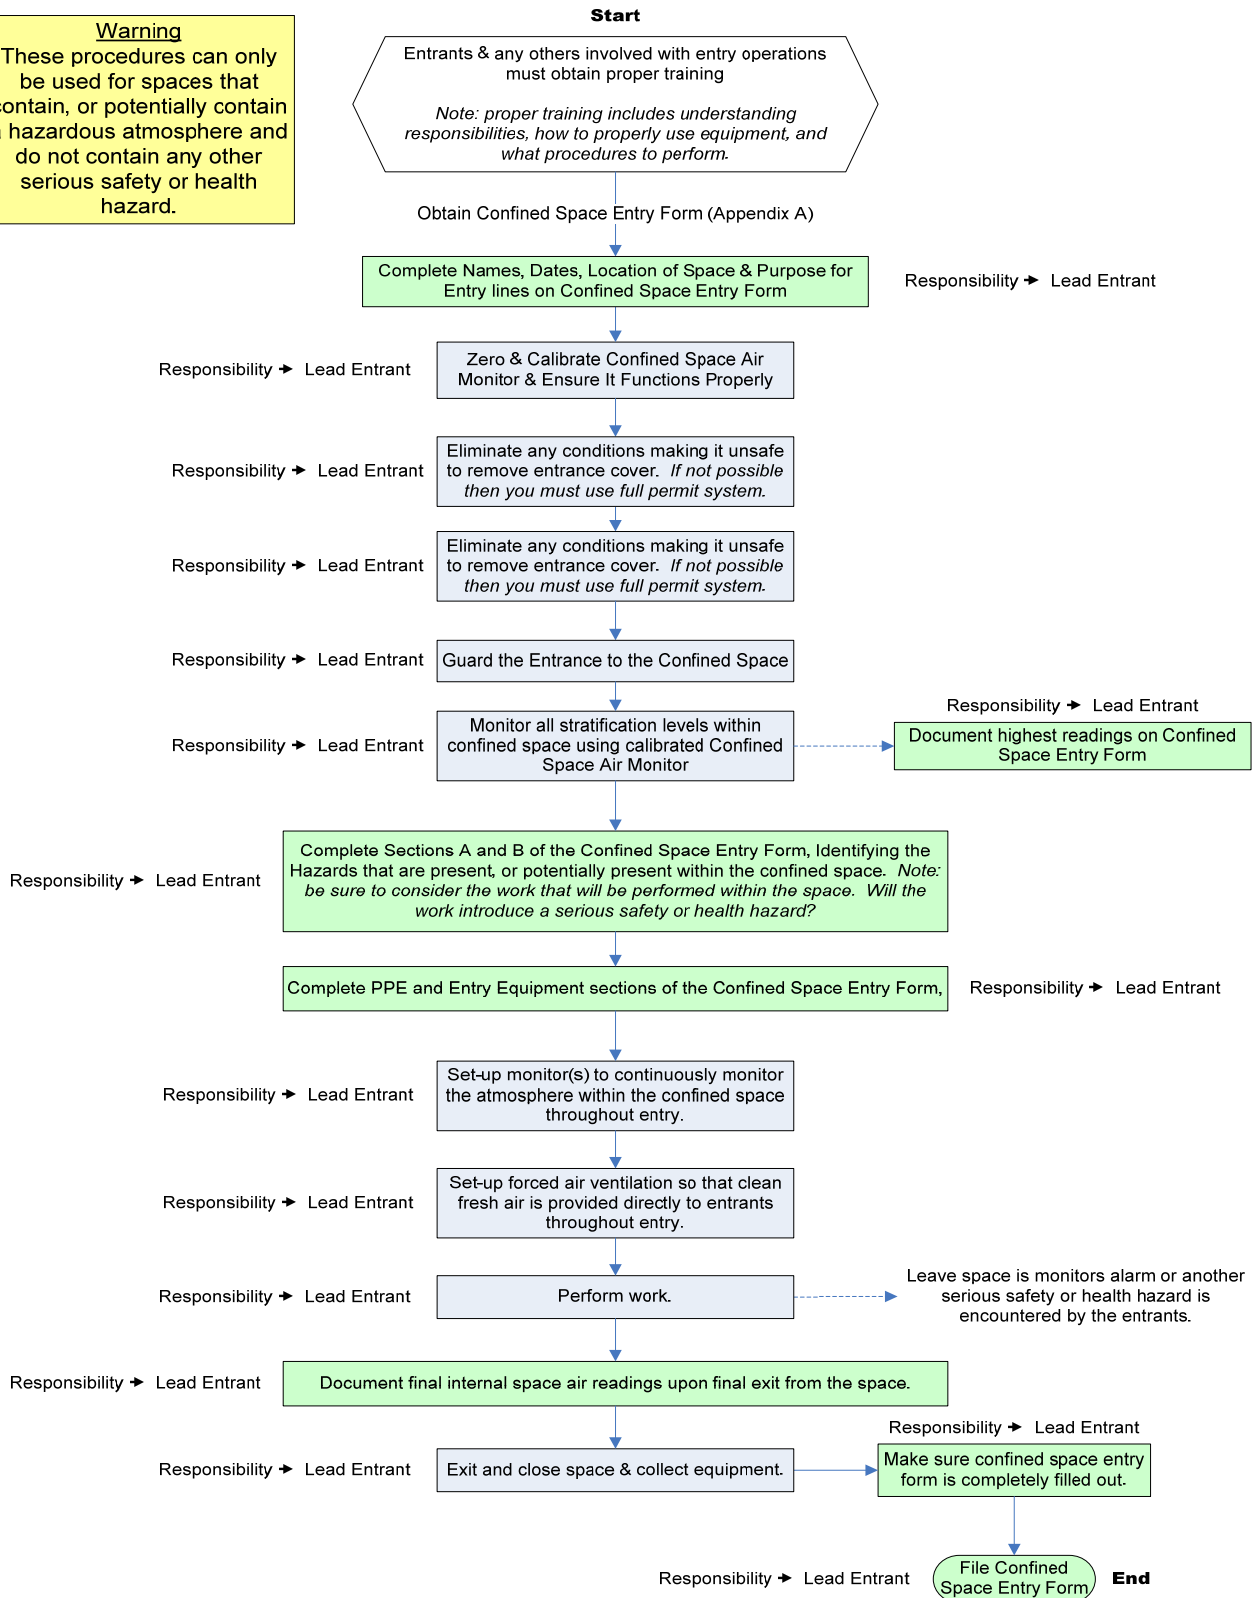 Start
Warning
These procedures can only
be used for spaces that
contain, or potentially contain
a hazardous atmosphere and
do not contain any other
serious safety or health
hazard.
Entrants & any others involved with entry operations
must obtain proper training
Note: proper training includes understanding
responsibilities, how to properly use equipment, and
what procedures to perform.
Obtain Confined Space Entry Form (Appendix A)
Complete Names, Dates, Location of Space & Purpose for
Entry lines on Confined Space Entry Form
Responsibility → Lead Entrant
Responsibility → Lead Entrant
Zero & Calibrate Confined Space Air
Monitor & Ensure It Functions Properly
Responsibility → Lead Entrant
Eliminate any conditions making it unsafe
to remove entrance cover. If not possible
then you must use full permit system.
Responsibility → Lead Entrant
Eliminate any conditions making it unsafe
to remove entrance cover. If not possible
then you must use full permit system.
Responsibility → Lead Entrant
Guard the Entrance to the Confined Space
Responsibility → Lead Entrant
Monitor all stratification levels within
confined space using calibrated Confined
Space Air Monitor
Responsibility → Lead Entrant
Document highest readings on Confined
Space Entry Form
Responsibility → Lead Entrant
Complete Sections A and B of the Confined Space Entry Form, Identifying the
Hazards that are present, or potentially present within the confined space. Note:
be sure to consider the work that will be performed within the space. Will the
work introduce a serious safety or health hazard?
Complete PPE and Entry Equipment sections of the Confined Space Entry Form,
Responsibility → Lead Entrant
Responsibility → Lead Entrant
Set-up monitor(s) to continuously monitor
the atmosphere within the confined space
throughout entry.
Responsibility → Lead Entrant
Set-up forced air ventilation so that clean
fresh air is provided directly to entrants
throughout entry.
Responsibility → Lead Entrant
Perform work.
Leave space is monitors alarm or another
serious safety or health hazard is
encountered by the entrants.
Responsibility → Lead Entrant
Document final internal space air readings upon final exit from the space.
Responsibility → Lead Entrant
Exit and close space & collect equipment.
Responsibility → Lead Entrant
Make sure confined space entry
form is completely filled out.
Responsibility → Lead Entrant
File Confined
Space Entry Form
End